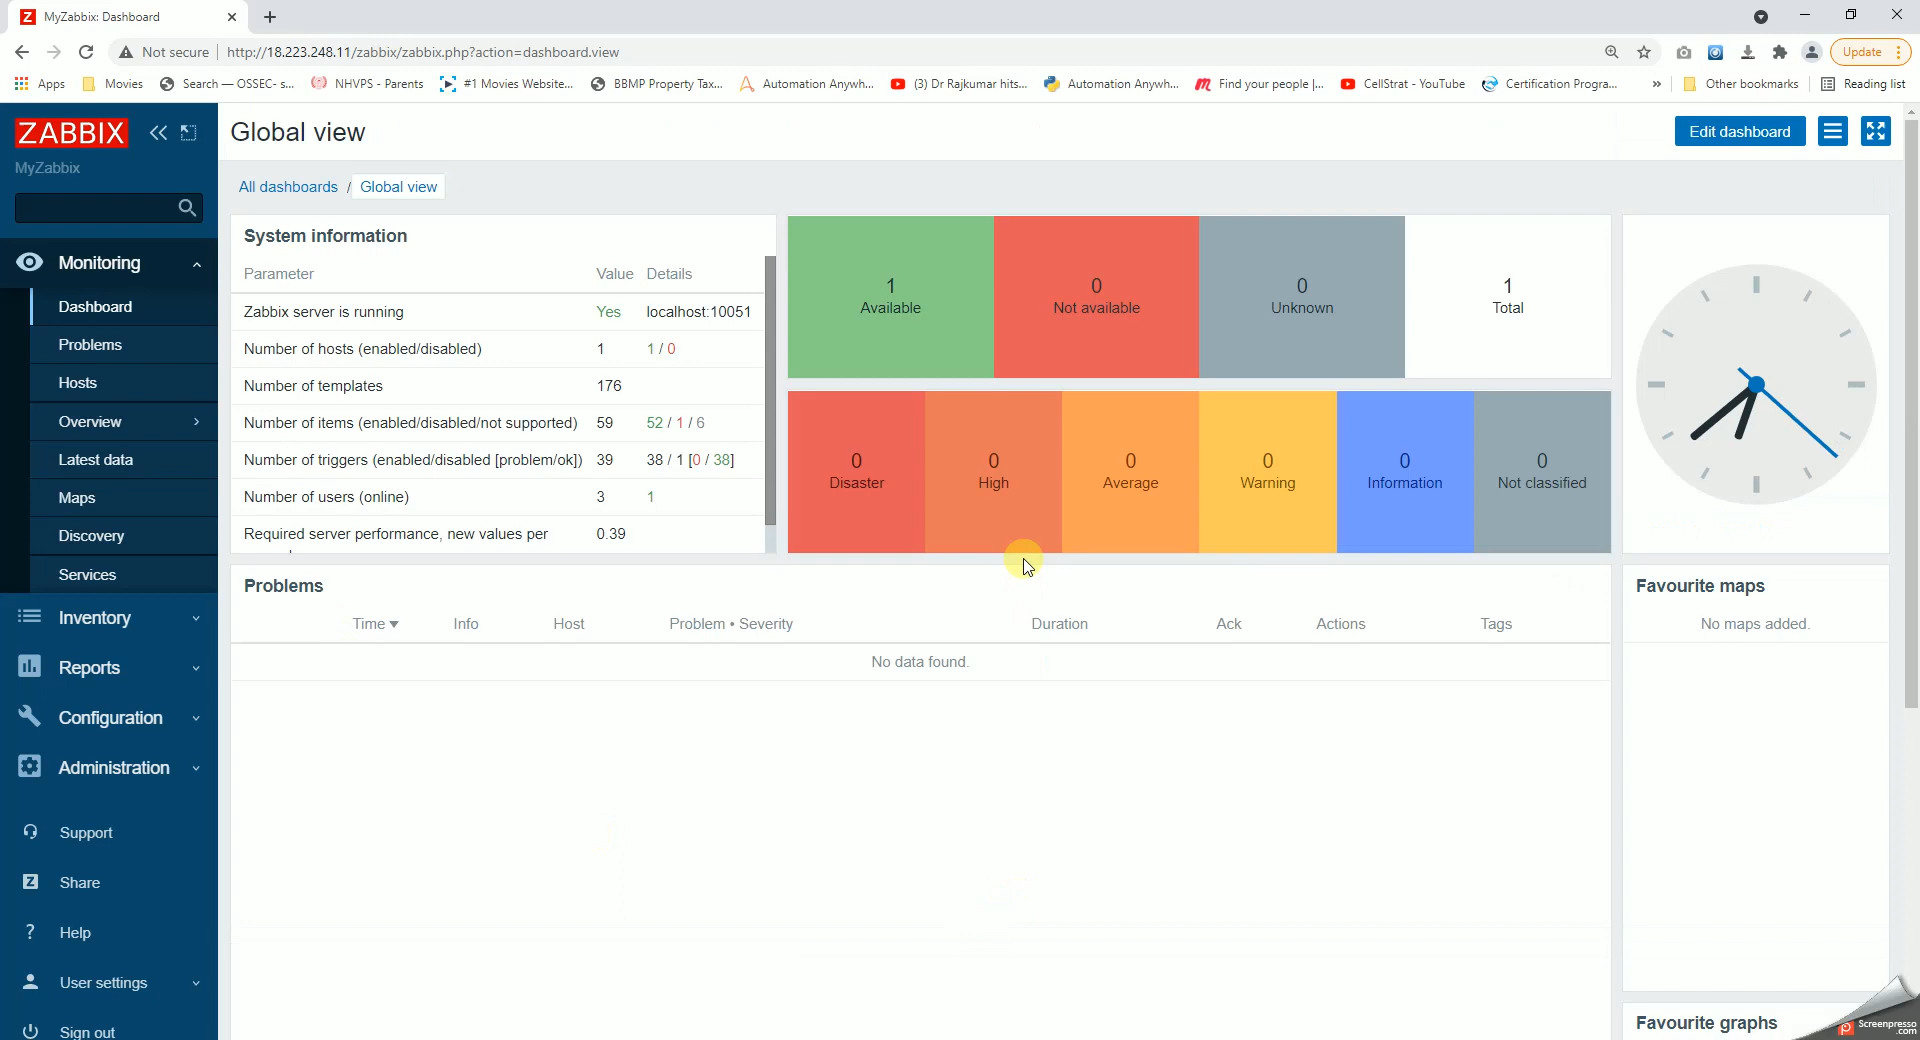 MyZabbix: Dashboard
Not secure
http://18.223.248.11/zabbix/zabbix.php?action=dashboard.view
Update
Apps
Movies
Search — OSSEC- s...
NHVPS - Parents
#1 Movies Website...
BBMP Property Tax...
Automation Anywh...
(3) Dr Rajkumar hits...
Automation Anywh...
Find your people |...
CellStrat - YouTube
Certification Progra...
»
Other bookmarks
Reading list
ZABBIX
MyZabbix
Monitoring
Dashboard
Problems
Hosts
Overview
Latest data
Maps
Discovery
Services
Inventory
Reports
Configuration
Administration
Support
Share
Help
User settings
Sign out
Global view
Edit dashboard
All dashboards / Global view
System information
Parameter Value Details
Zabbix server is running Yes localhost:10051
Number of hosts (enabled/disabled) 1 1 / 0
Number of templates 176
Number of items (enabled/disabled/not supported) 59 52 / 1 / 6
Number of triggers (enabled/disabled [problem/ok]) 39 38 / 1 [0 / 38]
Number of users (online) 3 1
Required server performance, new values per 0.39
1
Available
0
Not available
0
Unknown
1
Total
0
Disaster
0
High
0
Average
0
Warning
0
Information
0
Not classified
Problems
Time Info Host Problem • Severity Duration Ack Actions Tags
No data found.
Favourite maps
No maps added.
Favourite graphs
Screenpresso
.com